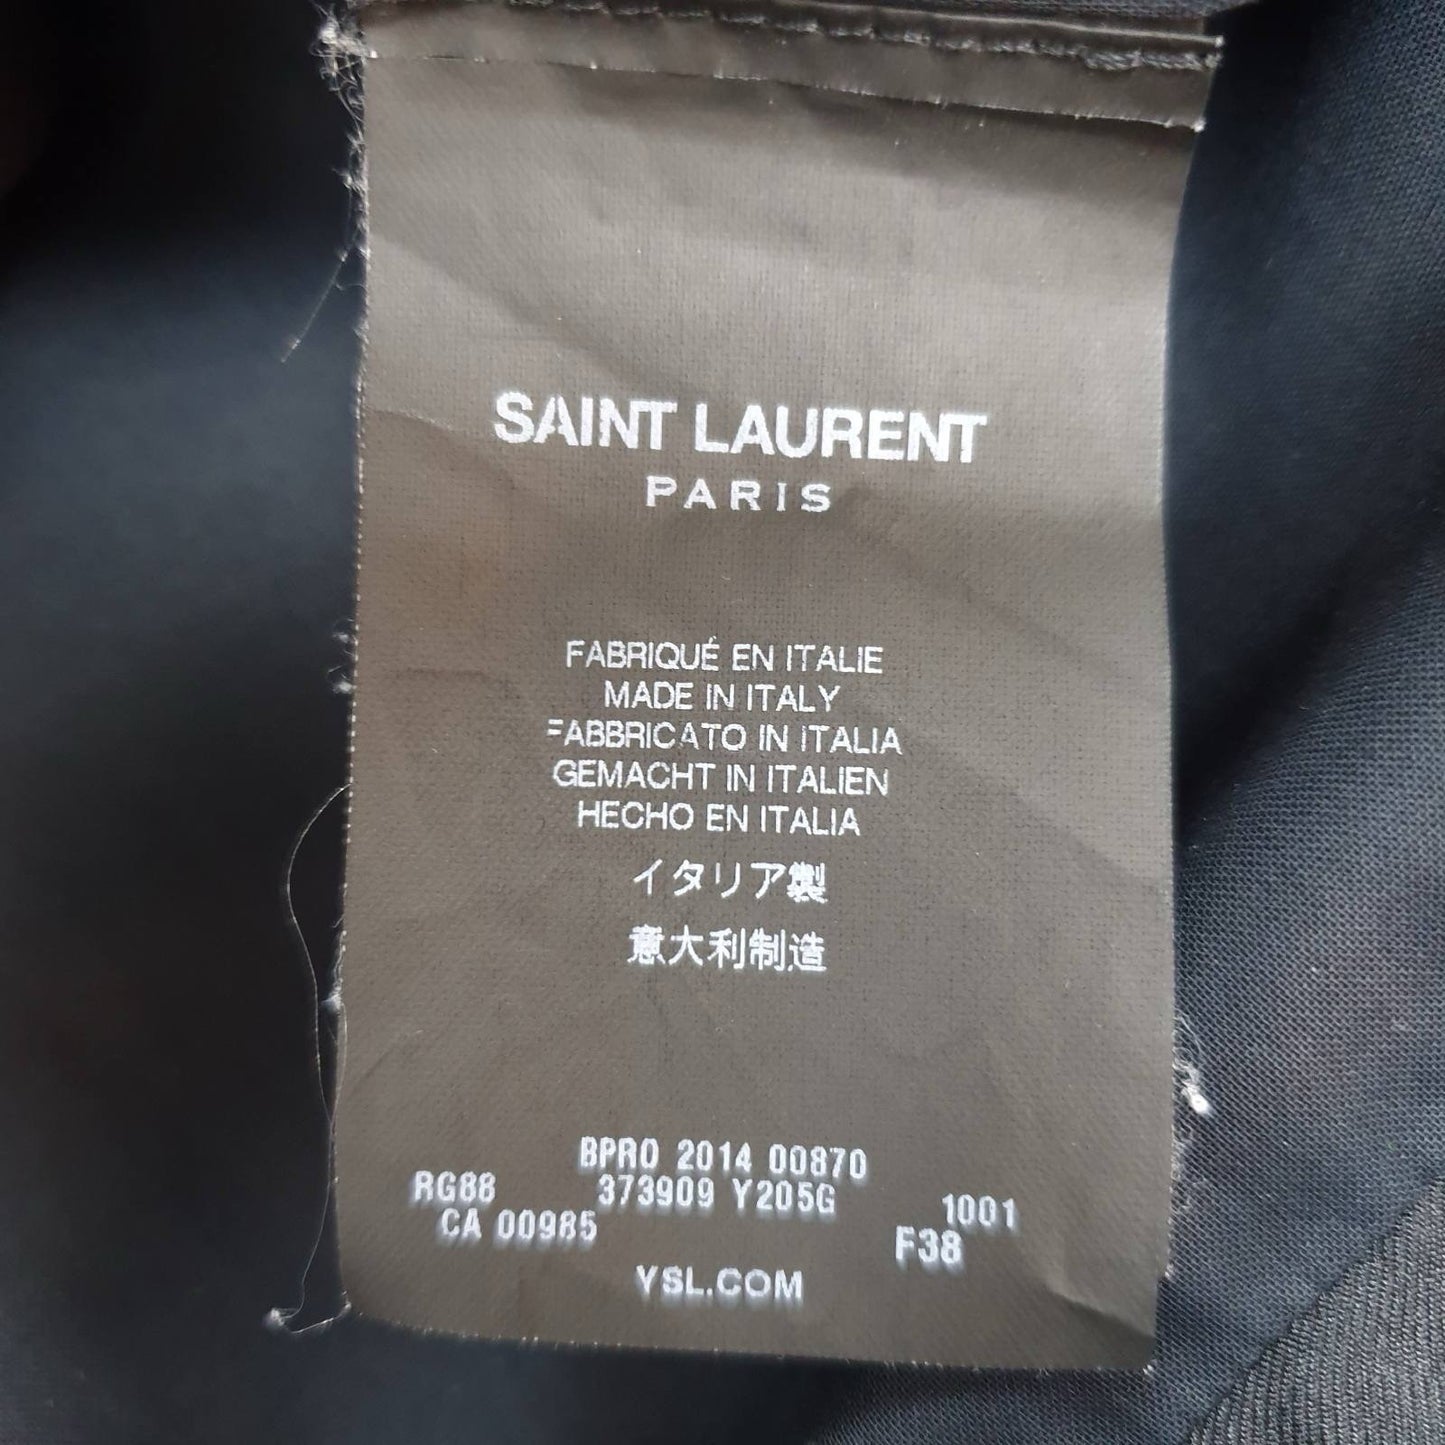 SAINT LAURENT
PARIS
FABRIQUÉ EN ITALIE
MADE IN ITALY
FABBRICATO IN ITALIA
GEMACHT IN ITALIEN
HECHO EN ITALIA
イタリア製
意大利制造
BPRO 2014 00870
RG88 373909 Y205G 1001
CA 00985 F38
YSL.COM